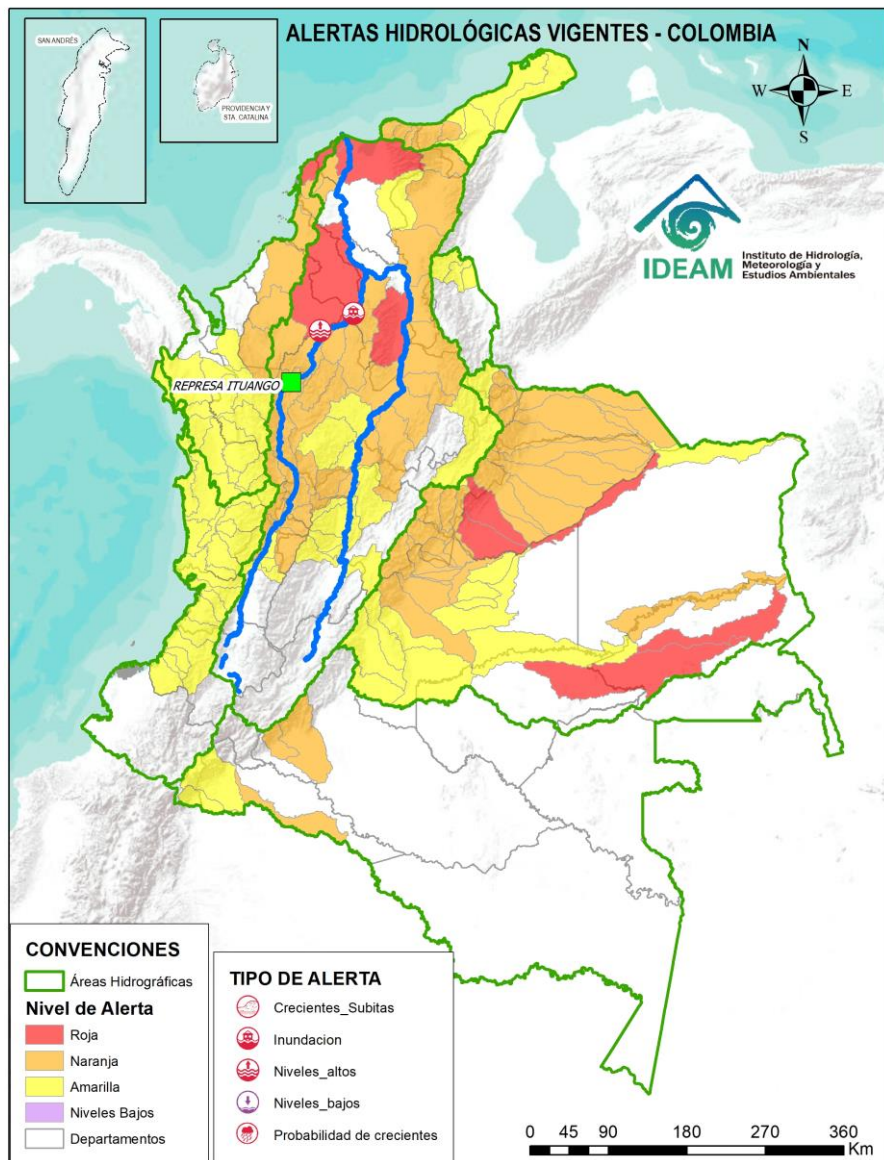 ALERTAS HIDROLÓGICAS VIGENTES - COLOMBIA
SAN ANDRÉS
PROVIDENCIA Y
STA. CATALINA
N
W
E
S
IDEAM
Instituto de Hidrología,
Meteorología y
Estudios Ambientales
REPRESA ITUANGO
CONVENCIONES
Áreas Hidrográficas
Nivel de Alerta
Roja
Naranja
Amarilla
Niveles Bajos
Departamentos
TIPO DE ALERTA
Crecientes_Subitas
Inundacion
Niveles_altos
Niveles_bajos
Probabilidad de crecientes
0 45 90 180 270 360
Km